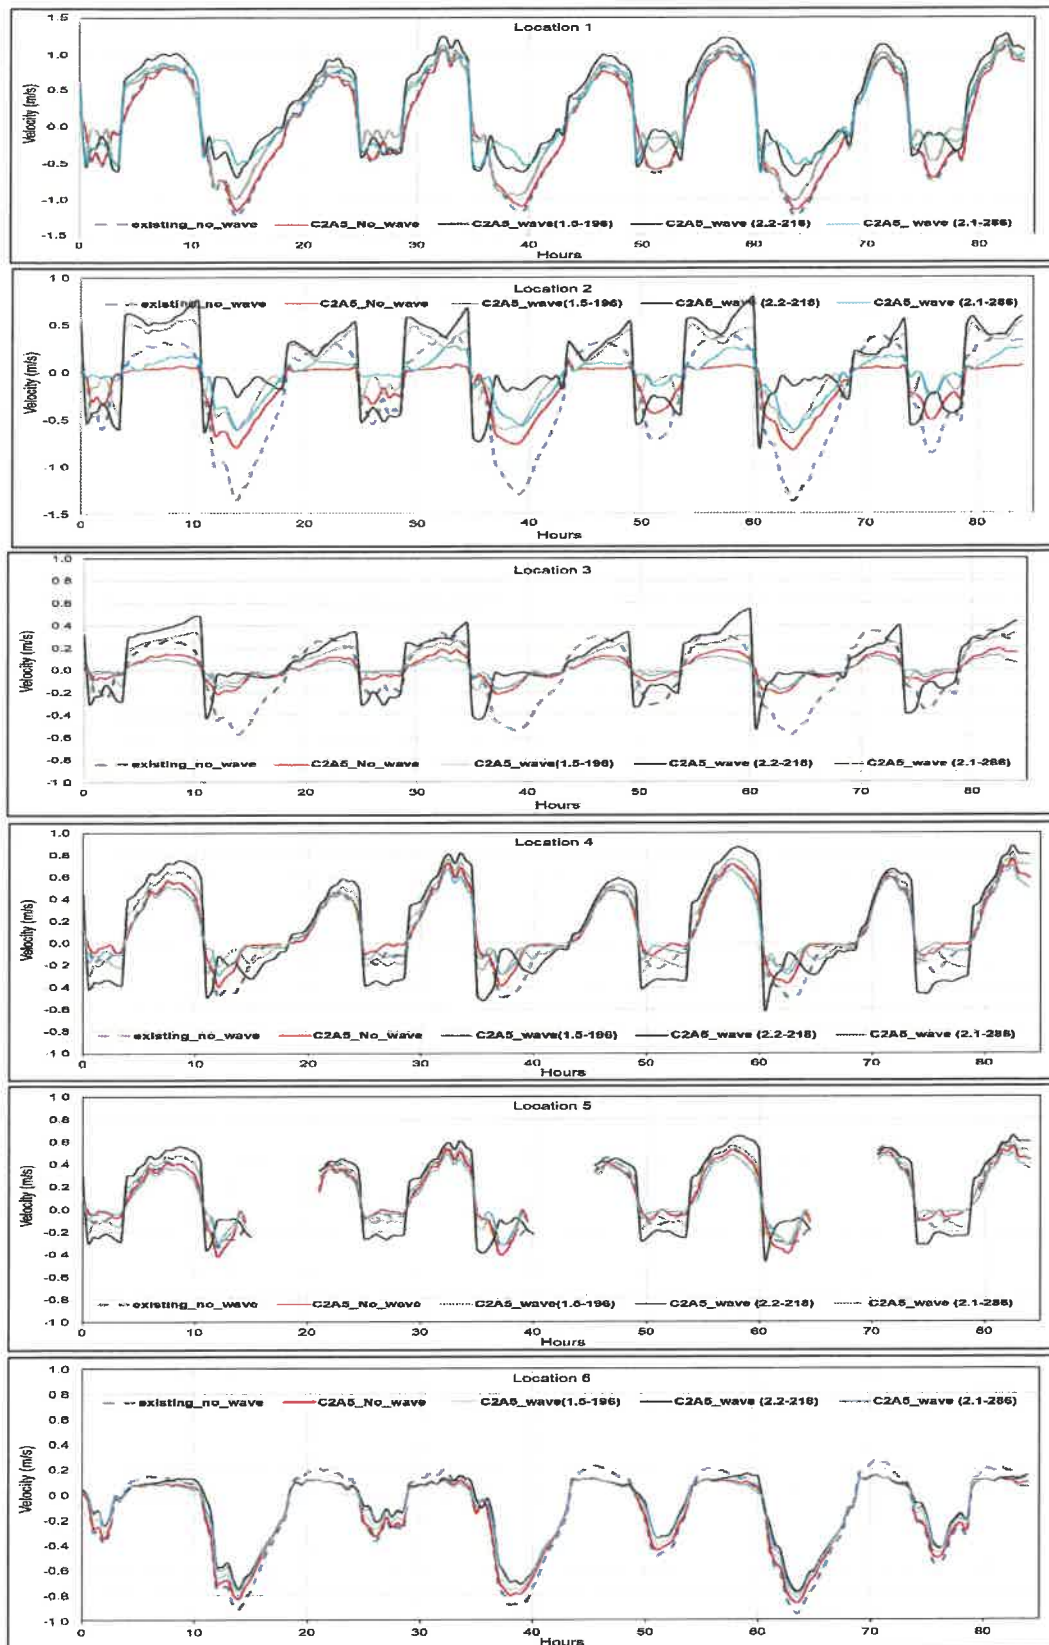 Location 1
1.5
1.0
0.5
0.0
-0.5
-1.0
-1.5
Velocity (m/s)
existing_no_wave C2A5_No_wave C2A5_wave(1.5-196) C2A5_wave (2.2-218) C2A5_wave (2.1-286)
0 10 20 30 40 50 60 70 80
Hours
Location 2
1.0
0.5
0.0
-0.5
-1.0
-1.5
Velocity (m/s)
existing_no_wave C2A5_No_wave C2A5_wave(1.5-196) C2A5_wave (2.2-218) C2A5_wave (2.1-286)
0 10 20 30 40 50 60 70 80
Hours
Location 3
1.0
0.8
0.6
0.4
0.2
0.0
-0.2
-0.4
-0.6
-0.8
-1 0
Velocity (m/s)
existing_no_wave C2A5_No_wave C2A5_wave(1.5-196) C2A5_wave (2.2-218) C2A5_wave (2.1-286)
0 10 20 30 40 50 60 70 80
Hours
Location 4
1.0
0.8
0.6
0.4
0.2
0.0
-0.2
0.4
0.6
0.8
1 0
Velocity (m/s)
existing_no_wave C2A5_No_wave C2A5_wave(1.5-196) C2A5_wave (2.2-218) C2A5_wave (2.1-286)
0 10 20 30 40 50 60 70 80
Hours
Location 5
1.0
0.8
0.6
0.4
0.2
0.0
-0.2
-0.4
-0.6
-0.8
-1 0
Velocity (m/s)
existing_no_wave C2A5_No_wave C2A5_wave(1.5-196) C2A5_wave (2.2-218) C2A5_wave (2.1-286)
0 10 20 30 40 50 60 70 80
Hours
Location 6
1.0
0.8
0.6
0.4
0.2
0.0
-0.2
-0.4
-0.6
-0.8
-1 0
Velocity (m/s)
existing_no_wave C2A5_No_wave C2A5_wave(1.5-196) C2A5_wave (2.2-218) C2A5_wave (2.1-286)
0 10 20 30 40 50 60 70 80
Hours